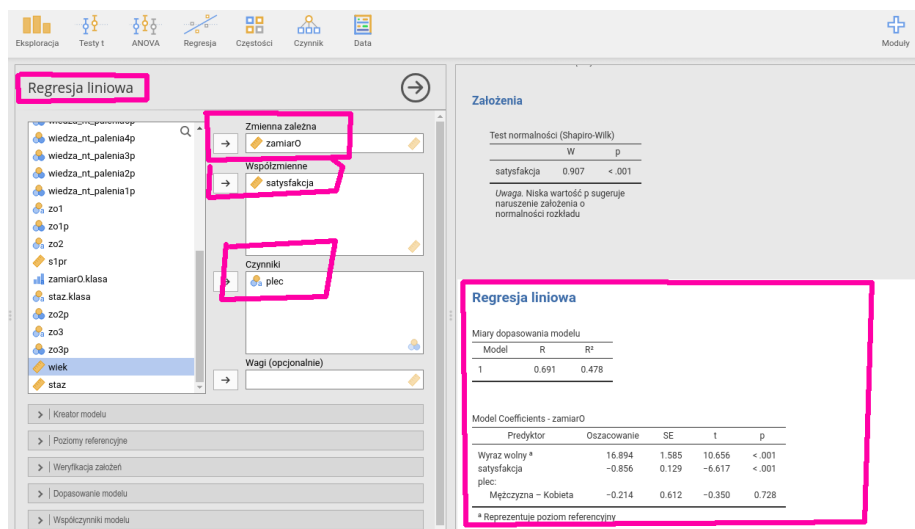 Eksploracja Testy t ANOVA Regresja Częstości Czynnik Data Moduły
Regresja liniowa
wiedza_nt_palenia4p
wiedza_nt_palenia3p
wiedza_nt_palenia2p
wiedza_nt_palenia1p
zo1
zo1p
zo2
s1pr
zamiarO.klasa
staz.klasa
zo2p
zo3
zo3p
wiek
staz
Zmienna zależna
zamiarO
Współzmienne
satysfakcja
Czynniki
plec
Wagi (opcjonalnie)
Kreator modelu
Poziomy referencyjne
Weryfikacja założeń
Dopasowanie modelu
Współczynniki modelu
Założenia
Test normalności (Shapiro-Wilk)
W p
satysfakcja 0.907 < .001
Uwaga. Niska wartość p sugeruje
naruszenie założenia o
normalności rozkładu
Regresja liniowa
Miary dopasowania modelu
Model R R²
1 0.691 0.478
Model Coefficients - zamiarO
Predyktor Oszacowanie SE t p
Wyraz wolny ᵃ 16.894 1.585 10.656 < .001
satysfakcja −0.856 0.129 −6.617 < .001
plec:
Mężczyzna – Kobieta −0.214 0.612 −0.350 0.728
ᵃ Reprezentuje poziom referencyjny